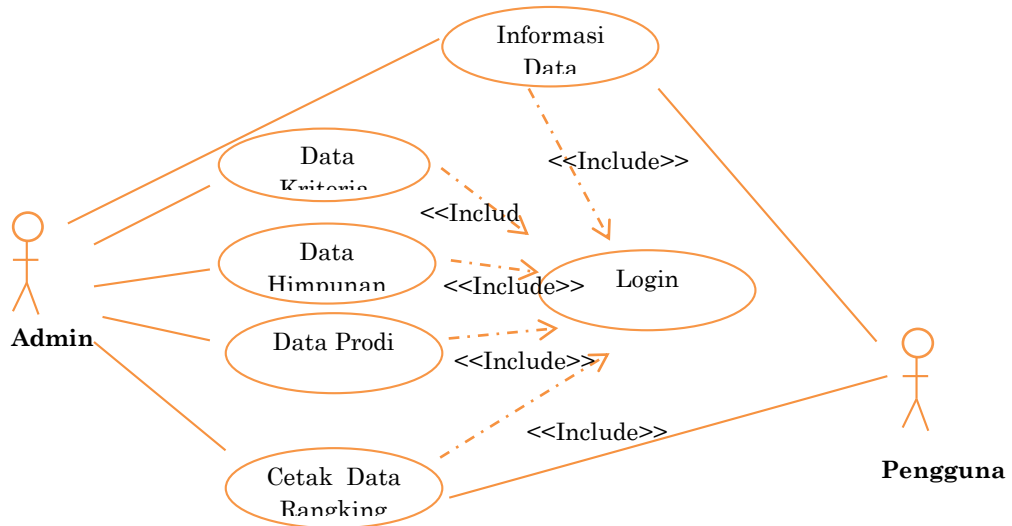 Informasi
Data
<<Include>>
Data
Kriteria
<<Includ
Data
Himpunan
<<Include>>
Login
Admin
Data Prodi
<<Include>>
<<Include>>
Pengguna
Cetak Data
Rangking